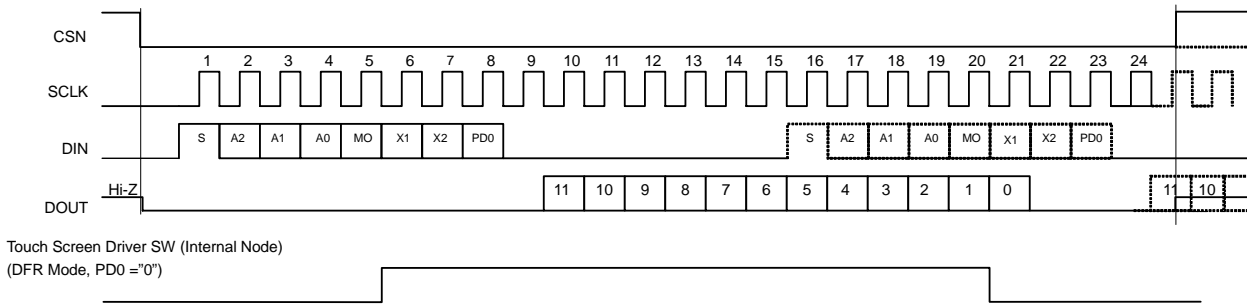 CSN
1 2 3 4 5 6 7 8 9 10 11 12 13 14 15 16 17 18 19 20 21 22 23 24
SCLK
DIN S A2 A1 A0 MO X1 X2 PD0 S A2 A1 A0 MO X1 X2 PD0
Hi-Z 11 10 9 8 7 6 5 4 3 2 1 0 11 10
DOUT
Touch Screen Driver SW (Internal Node)
(DFR Mode, PD0 ="0")